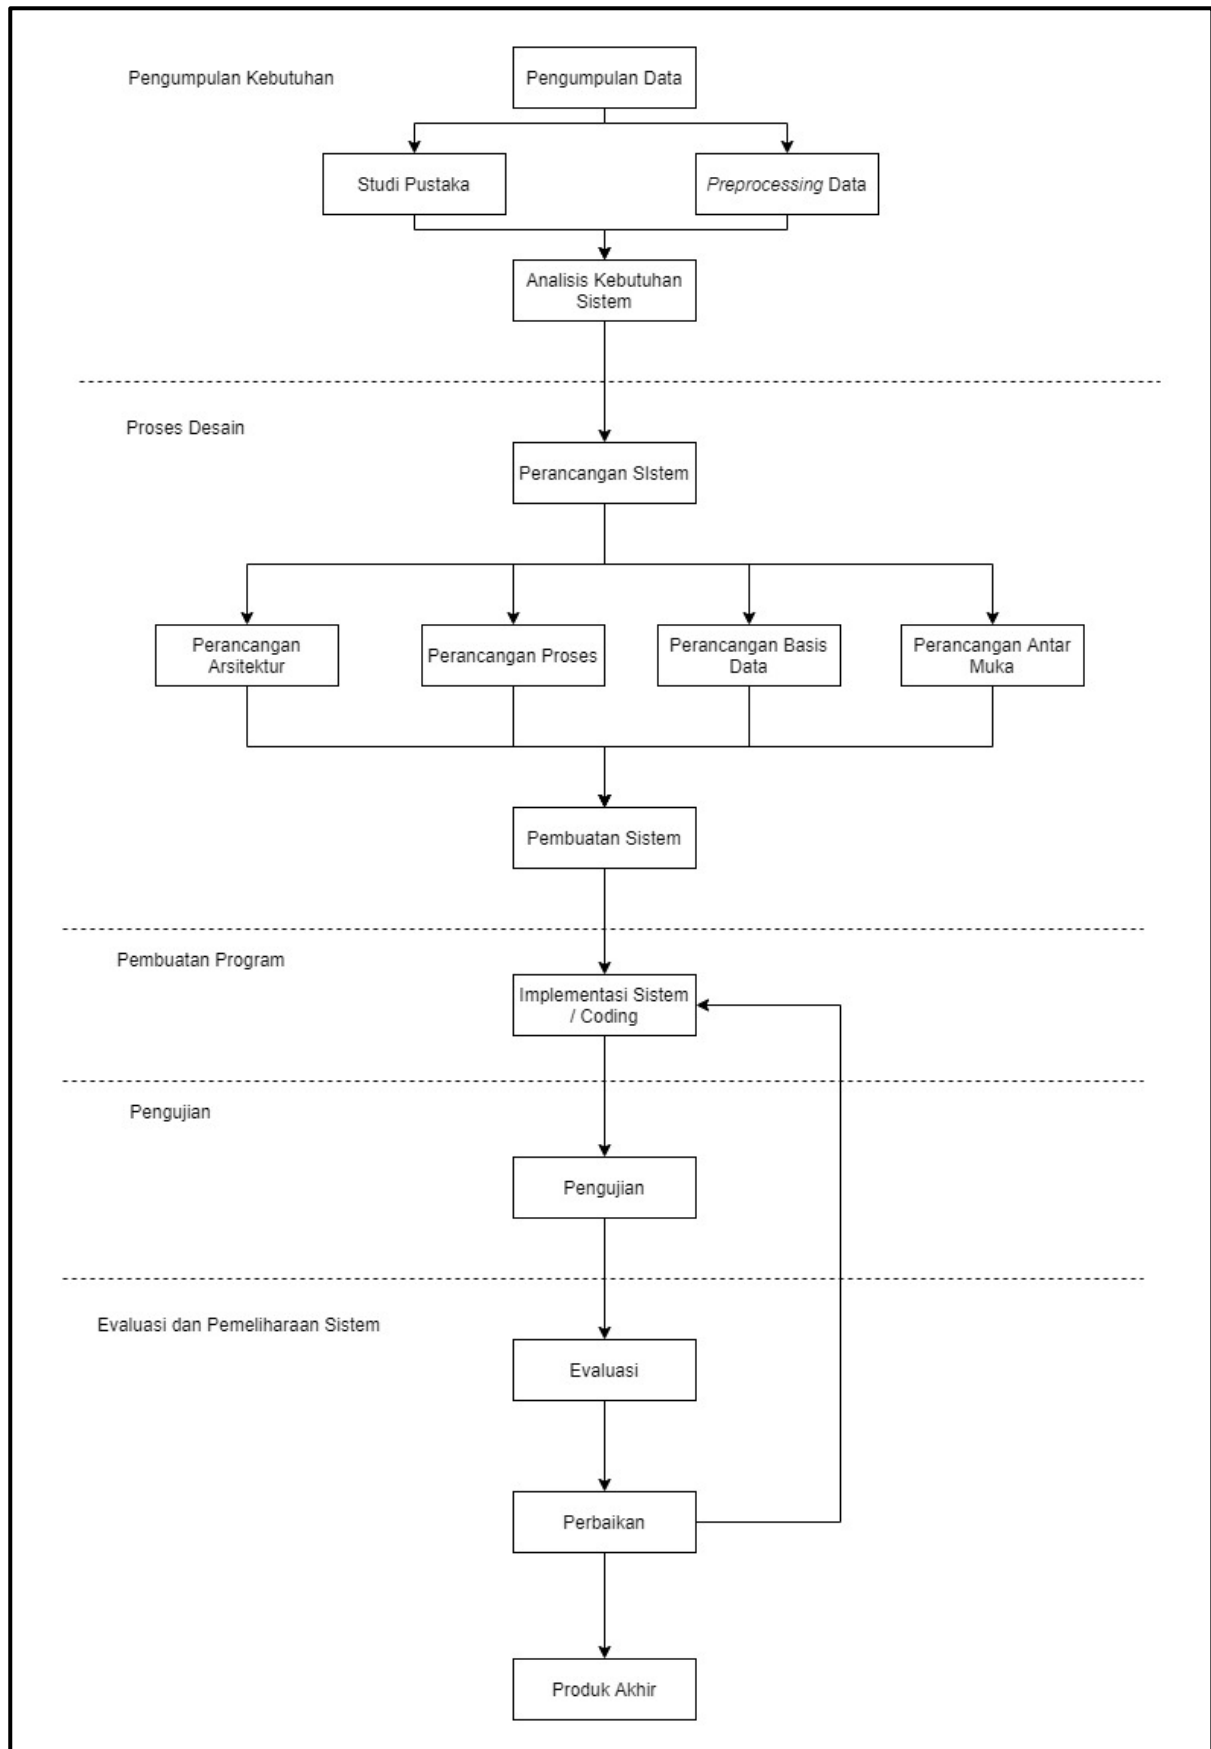 Pengumpulan Kebutuhan
Pengumpulan Data
Studi Pustaka
Preprocessing Data
Analisis Kebutuhan
Sistem
Proses Desain
Perancangan SIstem
Perancangan
Arsitektur
Perancangan Proses
Perancangan Basis
Data
Perancangan Antar
Muka
Pembuatan Sistem
Pembuatan Program
Implementasi Sistem
/ Coding
Pengujian
Pengujian
Evaluasi dan Pemeliharaan Sistem
Evaluasi
Perbaikan
Produk Akhir